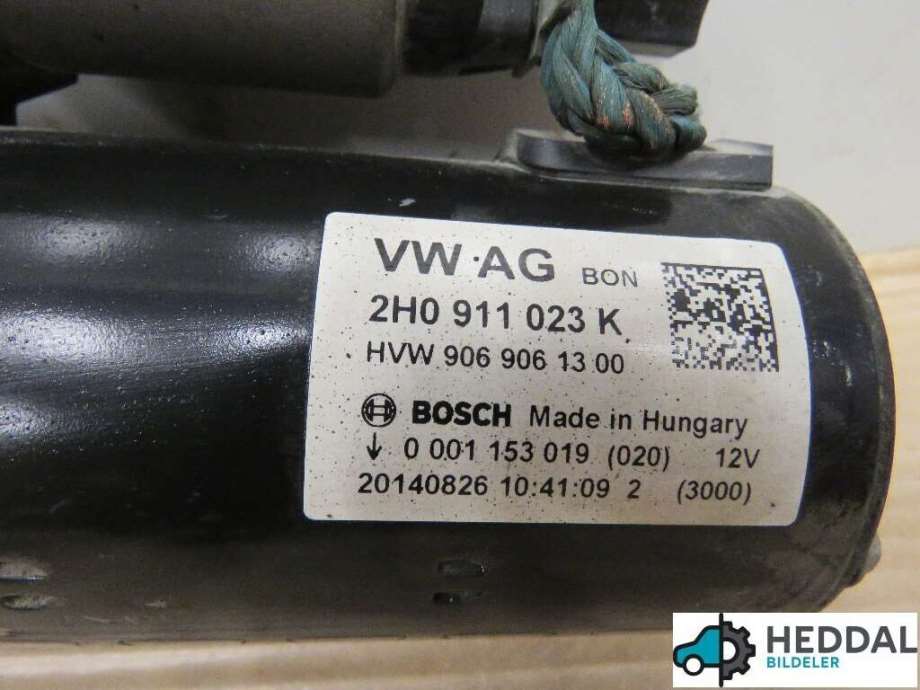 VW AG BON
2H0 911 023 K
HVW 906 906 13 00
BOSCH Made in Hungary
0 001 153 019 (020) 12V
20140826 10:41:09 2 (3000)
HEDDAL
BILDELER